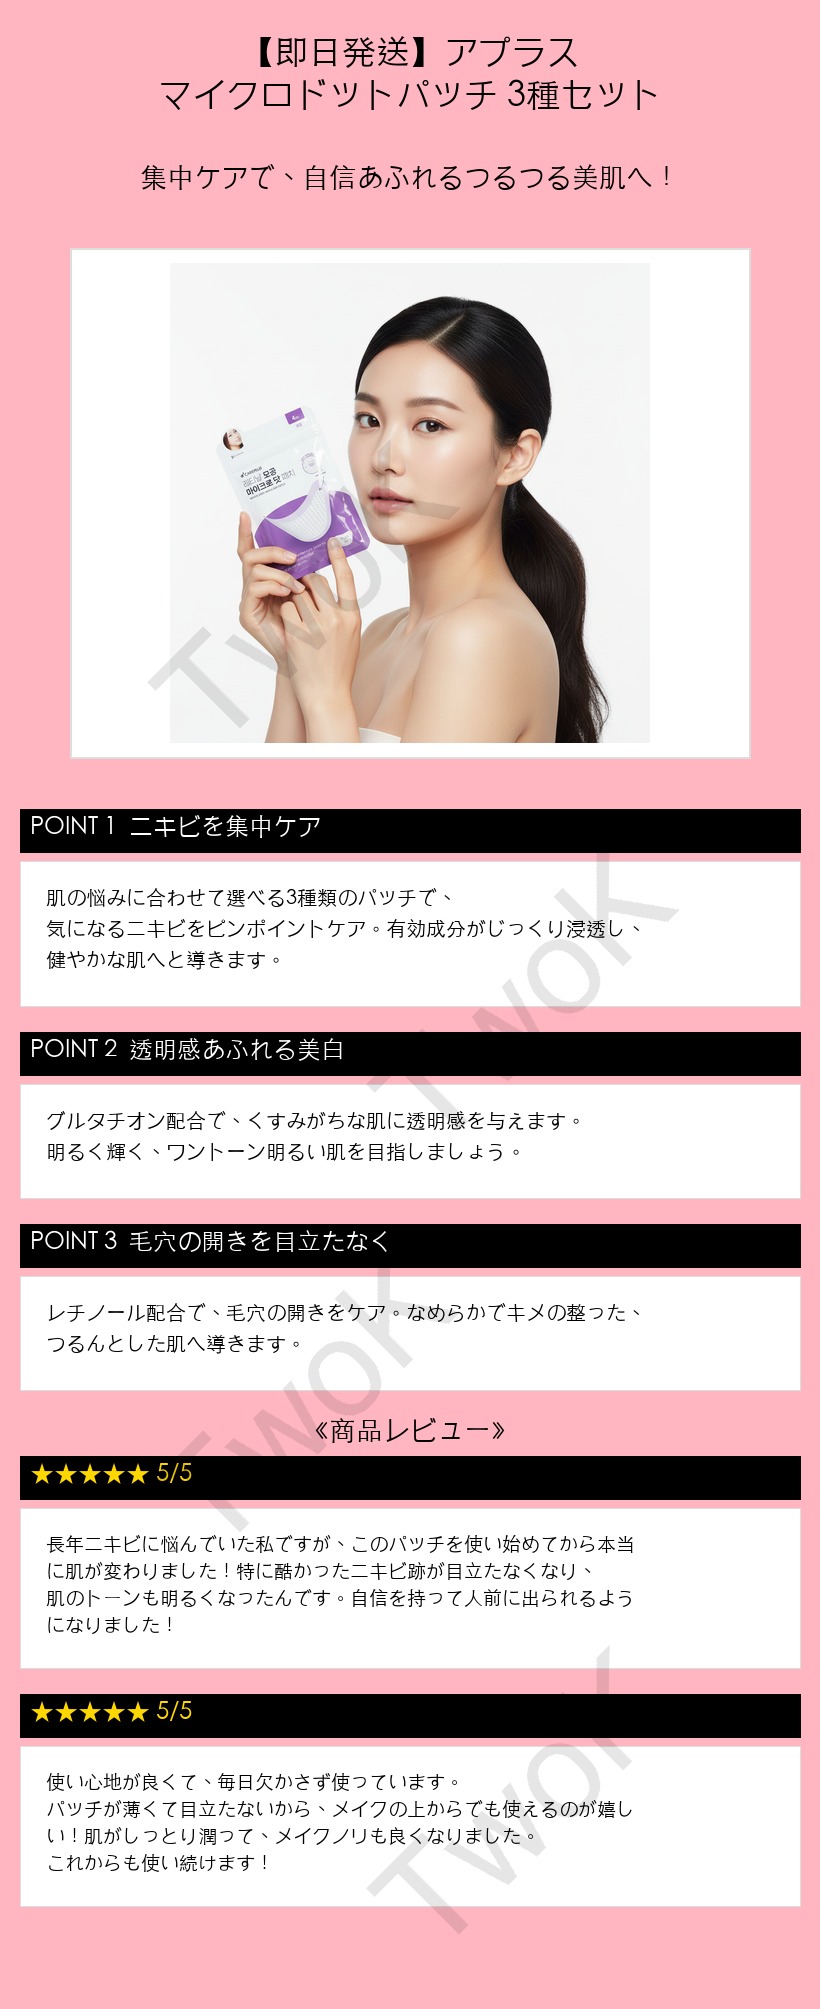 【即日発送】アプラス
マイクロドットパッチ 3種セット
集中ケアで、自信あふれるつるつる美肌へ！
CAREPLUS
레티날 모공
마이크로 닷 패치
TwoK
POINT 1 ニキビを集中ケア
肌の悩みに合わせて選べる3種類のパッチで、
気になるニキビをピンポイントケア。有効成分がじっくり浸透し、
健やかな肌へと導きます。
TwoK
POINT 2 透明感あふれる美白
グルタチオン配合で、くすみがちな肌に透明感を与えます。
明るく輝く、ワントーン明るい肌を目指しましょう。
POINT 3 毛穴の開きを目立たなく
レチノール配合で、毛穴の開きをケア。なめらかでキメの整った、
つるんとした肌へ導きます。
TwoK
《商品レビュー》
★★★★★ 5/5
長年ニキビに悩んでいた私ですが、このパッチを使い始めてから本当
に肌が変わりました！特に酷かったニキビ跡が目立たなくなり、
肌のトーンも明るくなったんです。自信を持って人前に出られるよう
になりました！
★★★★★ 5/5
使い心地が良くて、毎日欠かさず使っています。
パッチが薄くて目立たないから、メイクの上からでも使えるのが嬉し
い！肌がしっとり潤って、メイクノリも良くなりました。
これからも使い続けます！
TwoK